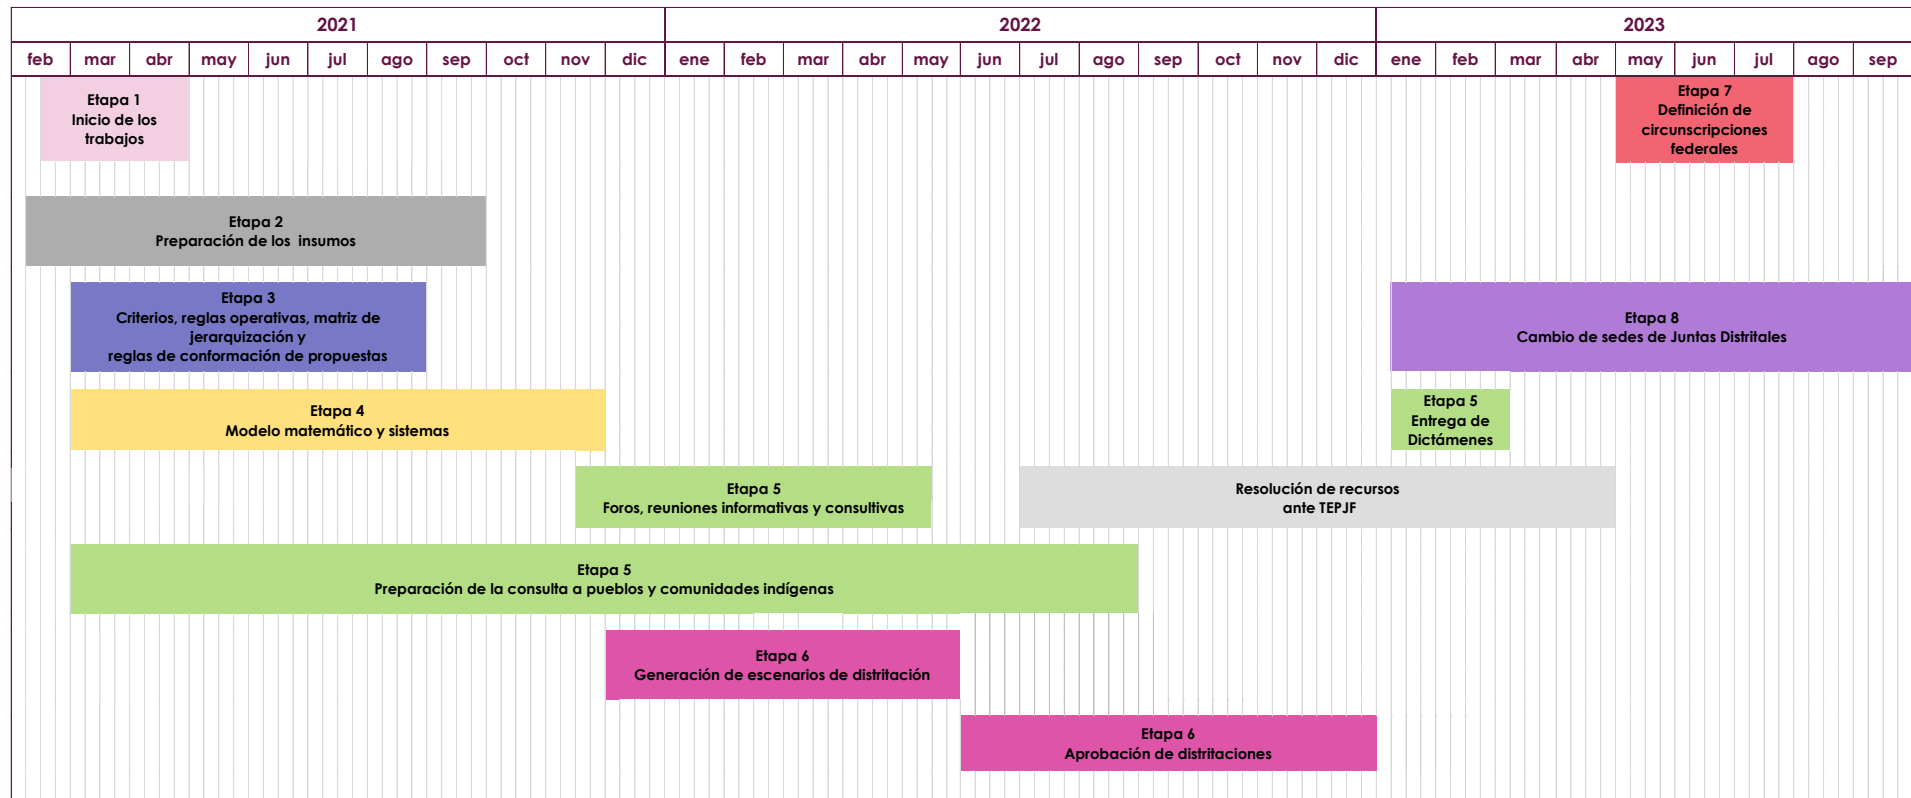 2021 2022 2023
feb mar abr may jun jul ago sep oct nov dic ene feb mar abr may jun jul ago sep oct nov dic ene feb mar abr may jun jul ago sep
Etapa 1
Inicio de los
trabajos
Etapa 7
Definición de
circunscripciones
federales
Etapa 2
Preparación de los insumos
Etapa 3
Criterios, reglas operativas, matriz de
jerarquización y
reglas de conformación de propuestas
Etapa 8
Cambio de sedes de Juntas Distritales
Etapa 4
Modelo matemático y sistemas
Etapa 5
Entrega de
Dictámenes
Etapa 5
Foros, reuniones informativas y consultivas
Resolución de recursos
ante TEPJF
Etapa 5
Preparación de la consulta a pueblos y comunidades indígenas
Etapa 6
Generación de escenarios de distritación
Etapa 6
Aprobación de distritaciones